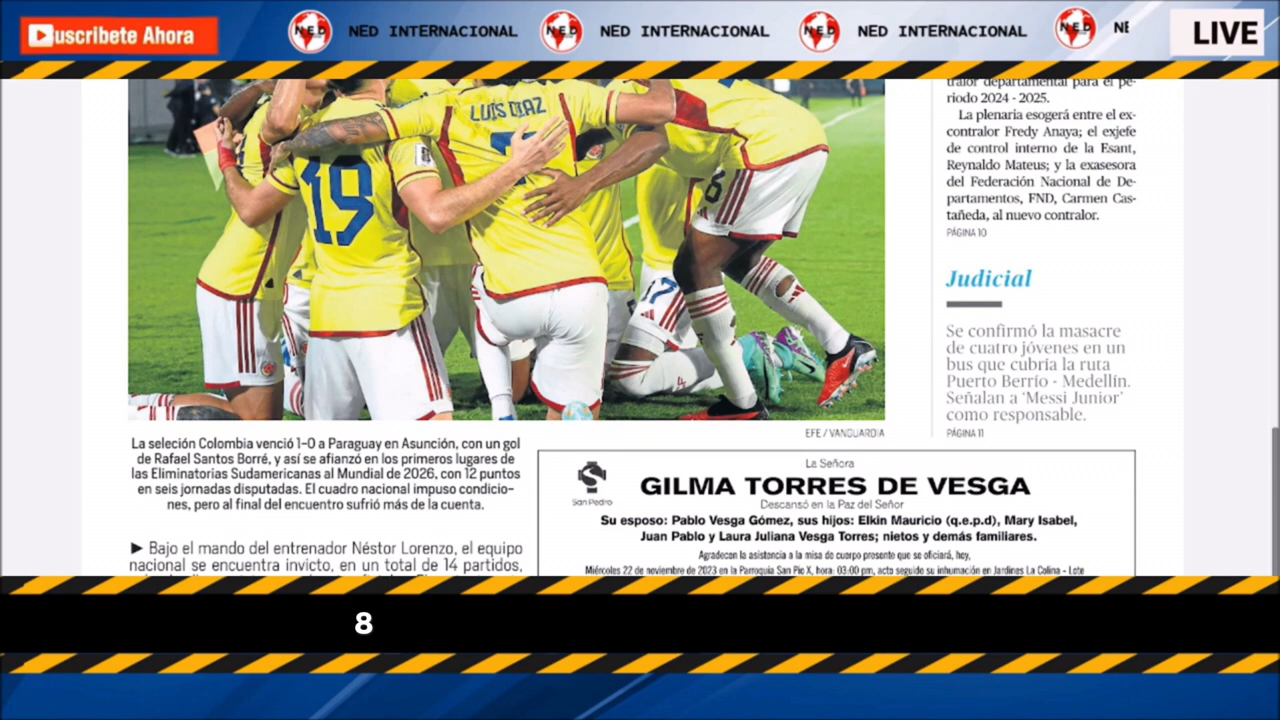 uscribete Ahora
NED
NED INTERNACIONAL
NED
NED INTERNACIONAL
NED
NED INTERNACIONAL
NED
NE
LIVE
LUIS DIAZ
19
tralor departamental para el pe-
riodo 2024 - 2025.
La plenaria esogerá entre el ex-
contralor Fredy Anaya; el exjefe
de control interno de la Esant,
Reynaldo Mateus; y la exasesora
del Federación Nacional de De-
partamentos, FND, Carmen Cas-
tañeda, al nuevo contralor.
PÁGINA 10
Judicial
Se confirmó la masacre
de cuatro jóvenes en un
bus que cubría la ruta
Puerto Berrío - Medellín.
Señalan a ‘Messi Junior’
como responsable.
PÁGINA 11
EFE / VANGUARDIA
La seleción Colombia venció 1-0 a Paraguay en Asunción, con un gol
de Rafael Santos Borré, y así se afianzó en los primeros lugares de
las Eliminatorias Sudamericanas al Mundial de 2026, con 12 puntos
en seis jornadas disputadas. El cuadro nacional impuso condicio-
nes, pero al final del encuentro sufrió más de la cuenta.
► Bajo el mando del entrenador Néstor Lorenzo, el equipo
nacional se encuentra invicto, en un total de 14 partidos,
San Pedro
La Señora
GILMA TORRES DE VESGA
Descansó en la Paz del Señor
Su esposo: Pablo Vesga Gómez, sus hijos: Elkin Mauricio (q.e.p.d), Mary Isabel,
Juan Pablo y Laura Juliana Vesga Torres; nietos y demás familiares.
Agradecen la asistencia a la misa de cuerpo presente que se oficiará, hoy,
Miércoles 22 de noviembre de 2023 en la Parroquia San Pio X, hora: 03:00 pm, acto seguido su inhumación en Jardines La Colina - Lote
8